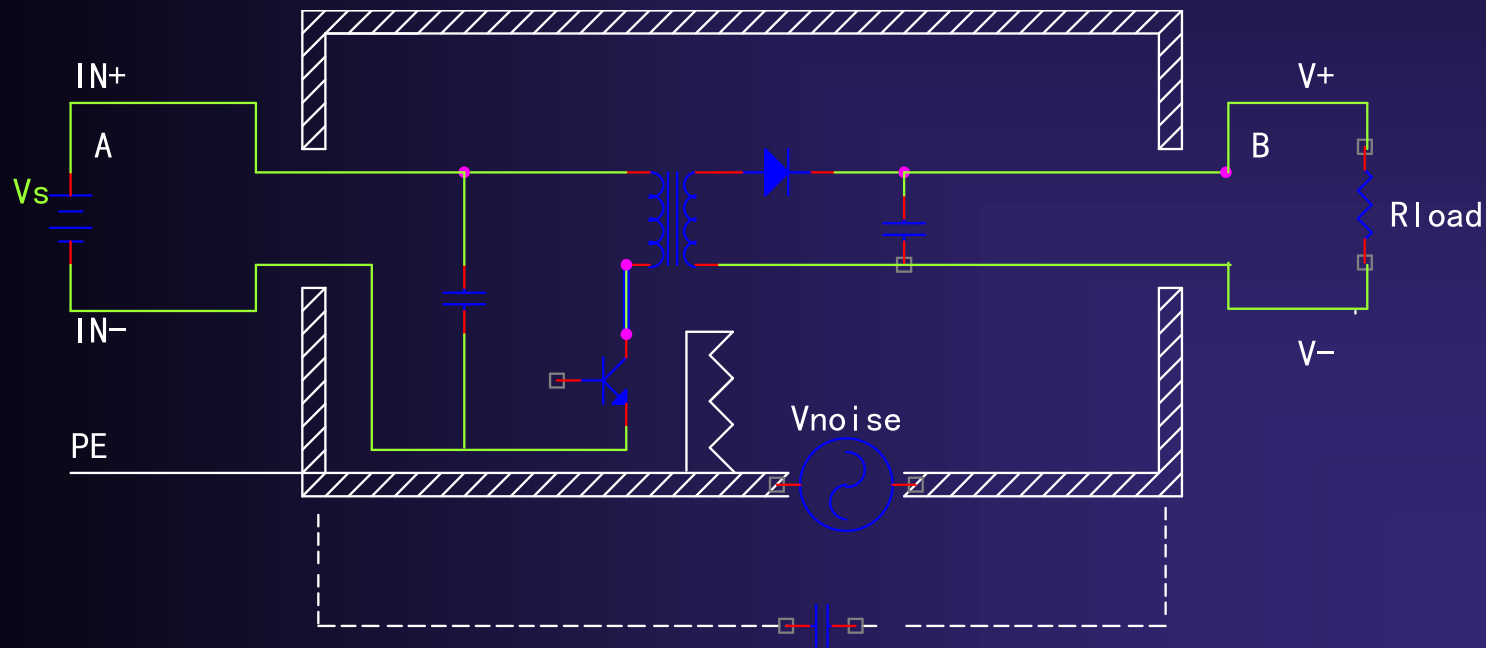 IN+
V+
A
B
Vs
Rload
IN-
V-
Vnoise
PE